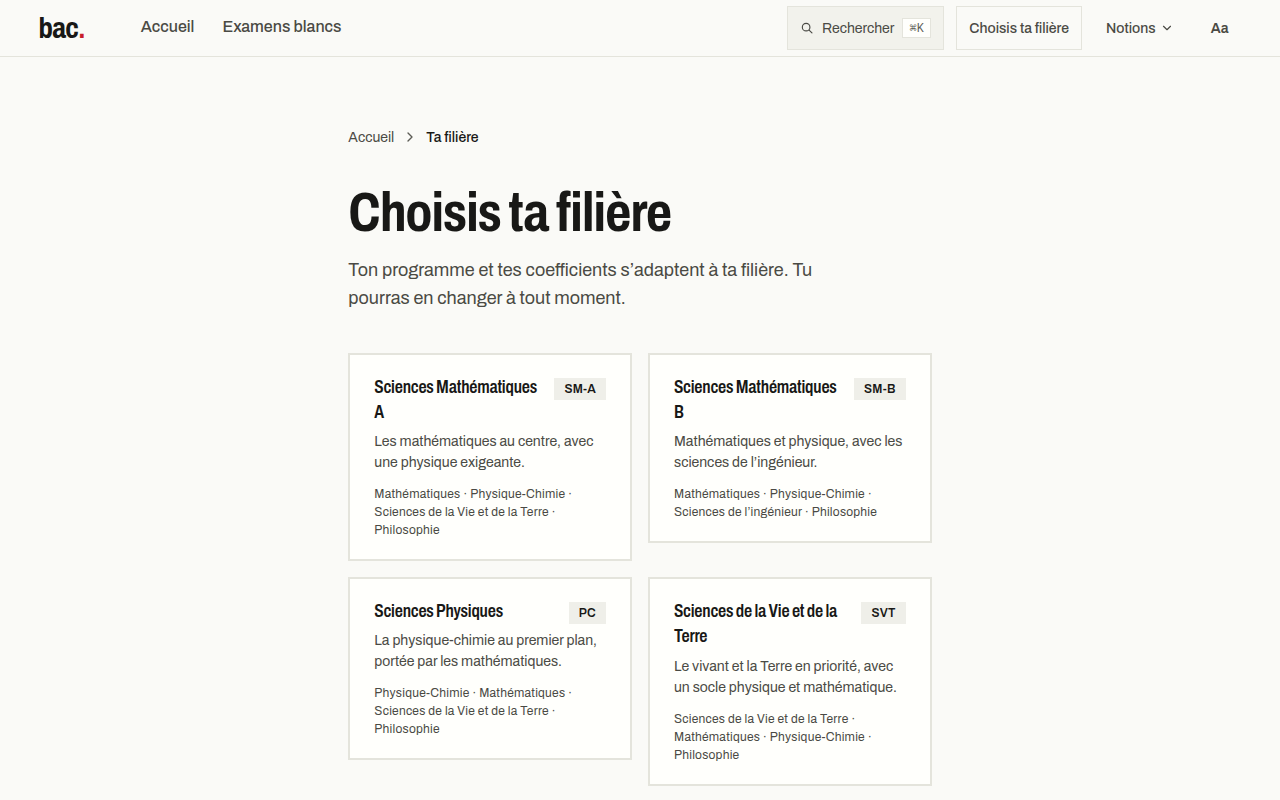 bac.
Accueil
Examens blancs
Rechercher ⌘K
Choisis ta filière
Notions
Aa
Accueil > Ta filière
Choisis ta filière
Ton programme et tes coefficients s’adaptent à ta filière. Tu
pourras en changer à tout moment.
Sciences Mathématiques
A
SM-A
Les mathématiques au centre, avec
une physique exigeante.
Mathématiques · Physique-Chimie ·
Sciences de la Vie et de la Terre ·
Philosophie
Sciences Mathématiques
B
SM-B
Mathématiques et physique, avec les
sciences de l’ingénieur.
Mathématiques · Physique-Chimie ·
Sciences de l’ingénieur · Philosophie
Sciences Physiques
PC
La physique-chimie au premier plan,
portée par les mathématiques.
Physique-Chimie · Mathématiques ·
Sciences de la Vie et de la Terre ·
Philosophie
Sciences de la Vie et de la
Terre
SVT
Le vivant et la Terre en priorité, avec
un socle physique et mathématique.
Sciences de la Vie et de la Terre ·
Mathématiques · Physique-Chimie ·
Philosophie